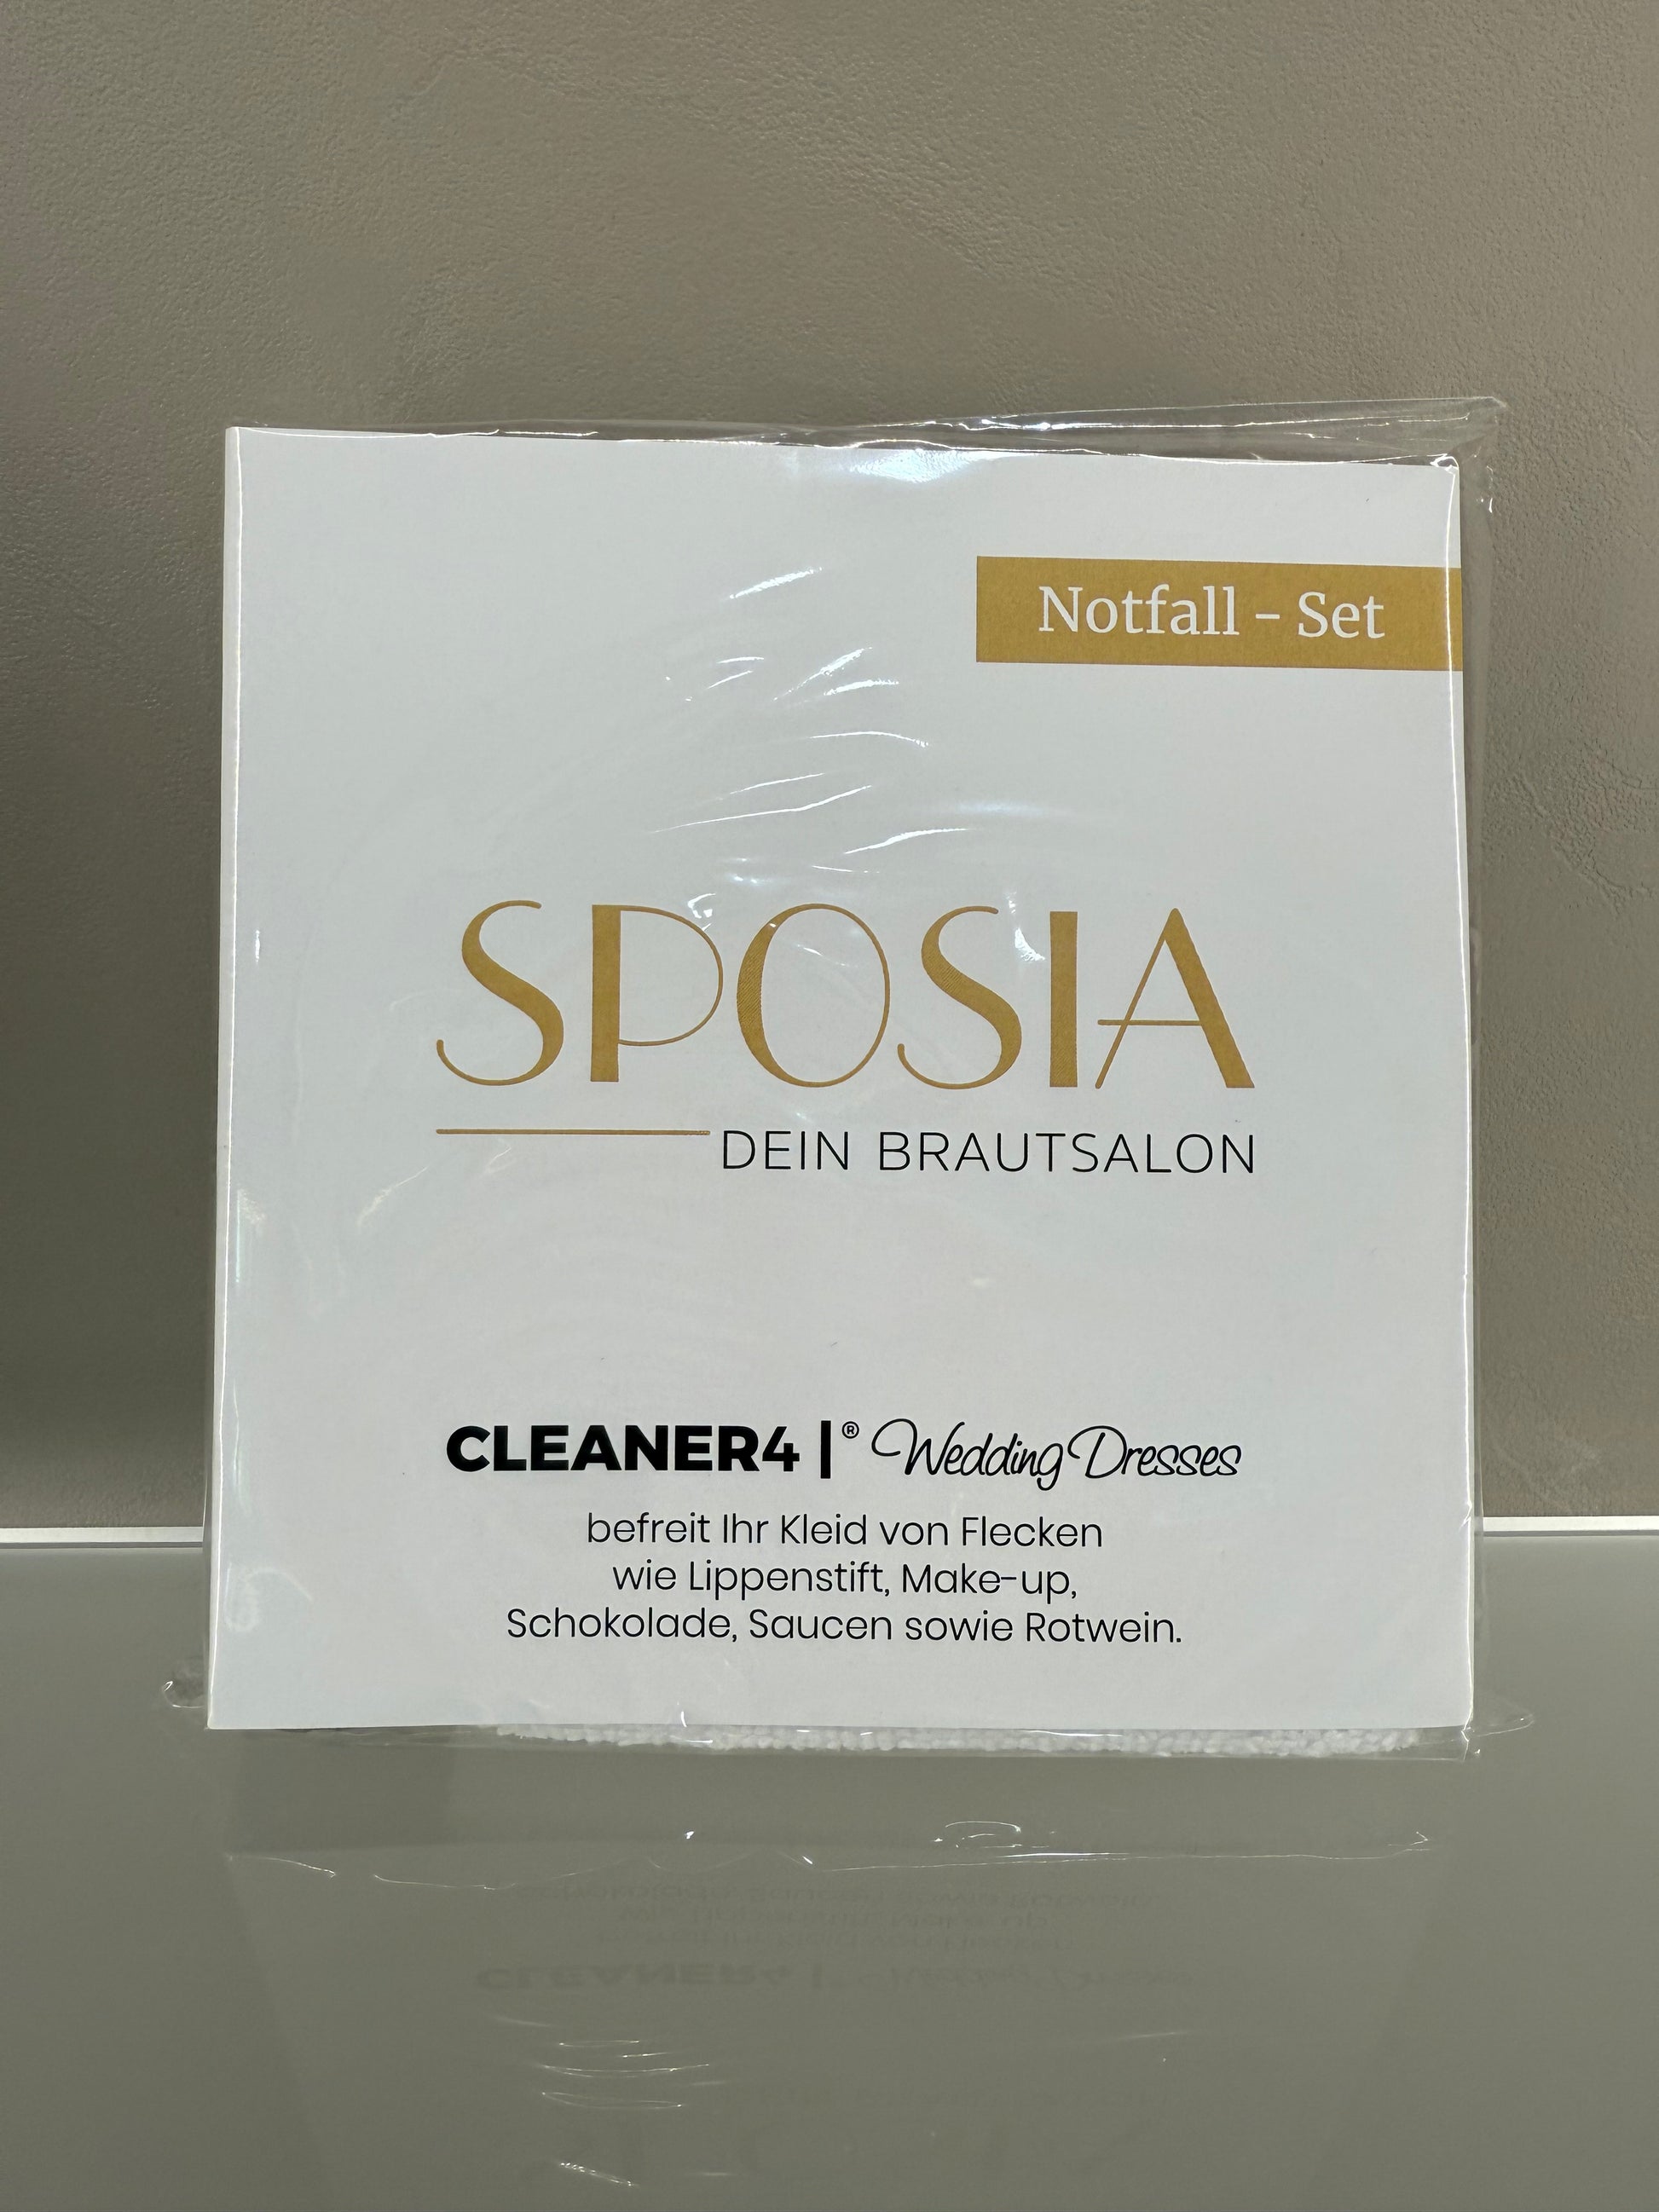 Notfall - Set
SPOSIA
DEIN BRAUTSALON
CLEANER4 |® Wedding Dresses
befreit Ihr Kleid von Flecken
wie Lippenstift, Make-up,
Schokolade, Saucen sowie Rotwein.